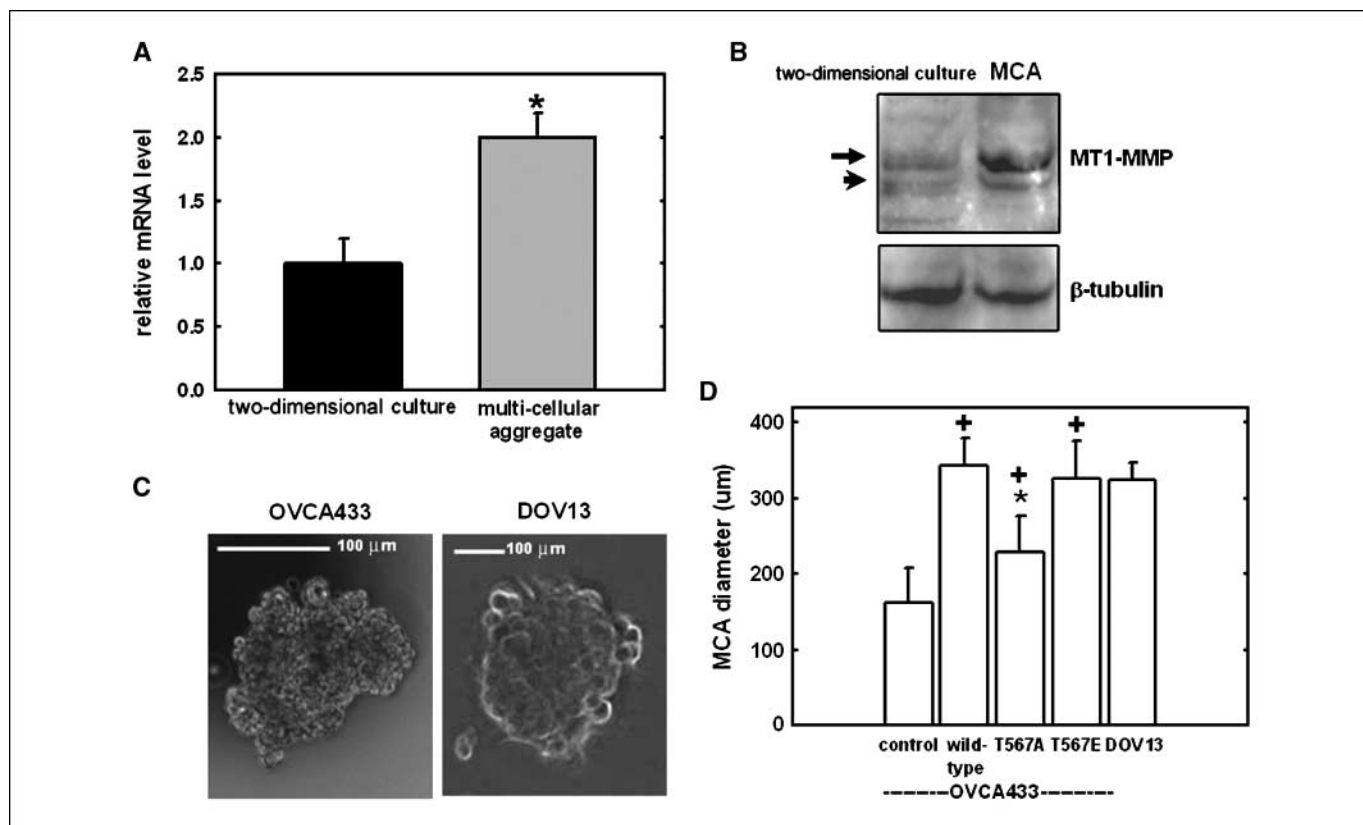 A
2.5
2.0
1.5
1.0
0.5
0.0
relative mRNA level
*
two-dimensional culture
multi-cellular
aggregate
B
two-dimensional culture MCA
MT1-MMP
β-tubulin
C
OVCA433
100 μm
DOV13
100 μm
D
400
300
200
100
0
MCA diameter (um)
+
+
*
+
control wild-type T567A T567E DOV13
OVCA433